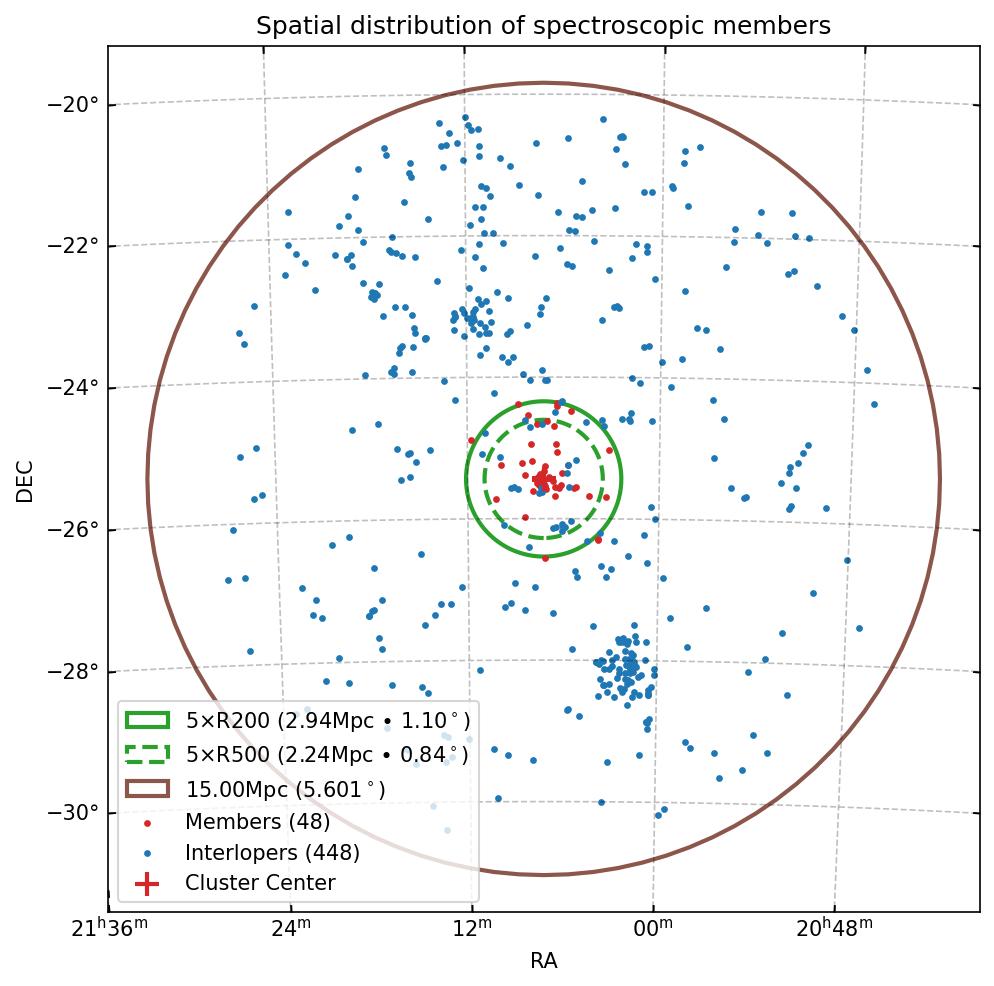 Spatial distribution of spectroscopic members
−20°
−22°
−24°
−26°
−28°
−30°
DEC
5×R200 (2.94Mpc • 1.10°)
5×R500 (2.24Mpc • 0.84°)
15.00Mpc (5.601°)
Members (48)
Interlopers (448)
Cluster Center
21ʰ36ᵐ 24ᵐ 12ᵐ 00ᵐ 20ʰ48ᵐ
RA